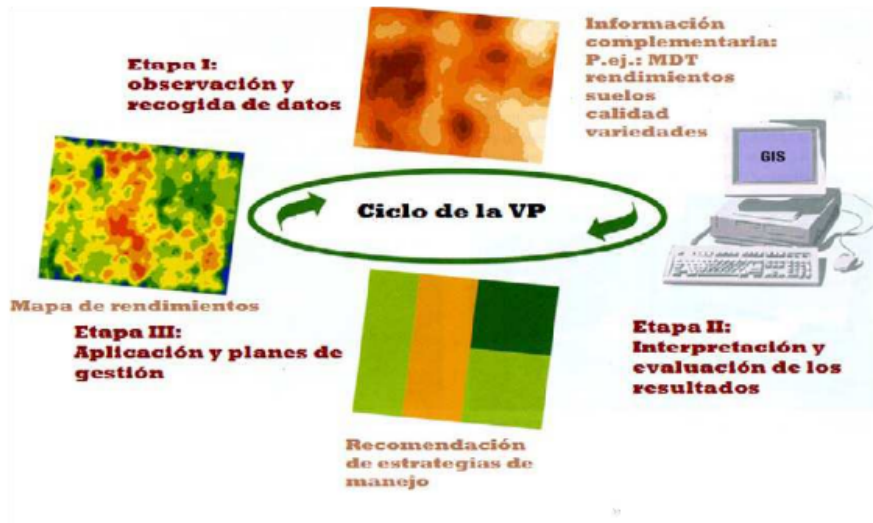 Etapa I:
observación y
recogida de datos
Información
complementaria:
P.ej.: MDT
rendimientos
suelos
calidad
variedades
GIS
Ciclo de la VP
Mapa de rendimientos
Etapa III:
Aplicación y planes de
gestión
Etapa II:
Interpretación y
evaluación de los
resultados
Recomendación
de estrategias de
manejo